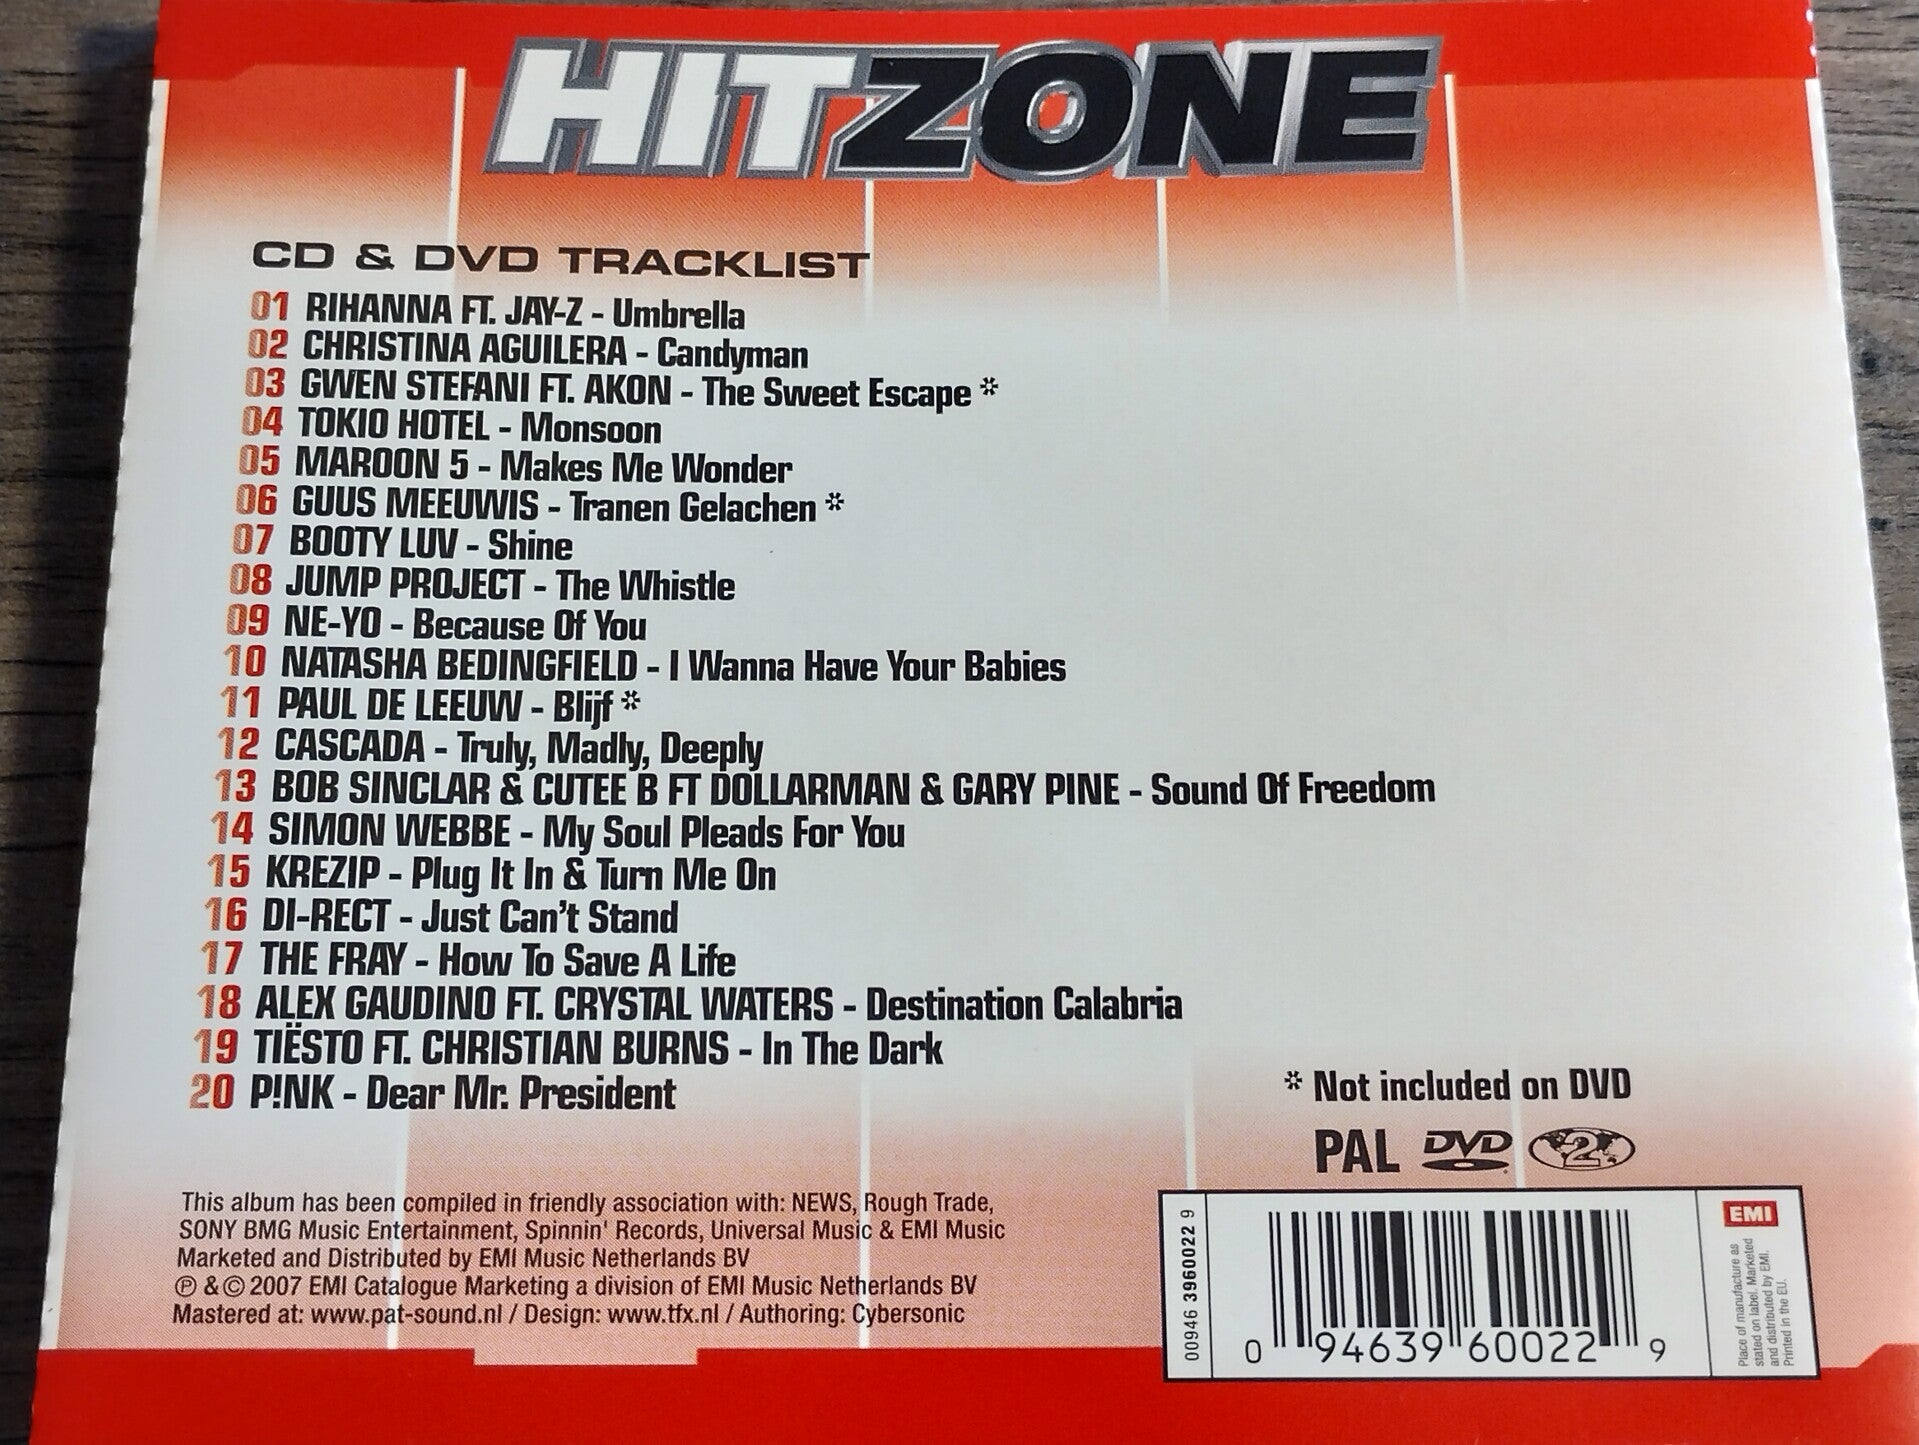 HITZONE
CD & DVD TRACKLIST
01 RIHANNA FT. JAY-Z - Umbrella
02 CHRISTINA AGUILERA - Candyman
03 GWEN STEFANI FT. AKON - The Sweet Escape *
04 TOKIO HOTEL - Monsoon
05 MAROON 5 - Makes Me Wonder
06 GUUS MEEUWIS - Tranen Gelachen *
07 BOOTY LUV - Shine
08 JUMP PROJECT - The Whistle
09 NE-YO - Because Of You
10 NATASHA BEDINGFIELD - I Wanna Have Your Babies
11 PAUL DE LEEUW - Blijf *
12 CASCADA - Truly, Madly, Deeply
13 BOB SINCLAR & CUTEE B FT DOLLARMAN & GARY PINE - Sound Of Freedom
14 SIMON WEBBE - My Soul Pleads For You
15 KREZIP - Plug It In & Turn Me On
16 DI-RECT - Just Can't Stand
17 THE FRAY - How To Save A Life
18 ALEX GAUDINO FT. CRYSTAL WATERS - Destination Calabria
19 TIËSTO FT. CHRISTIAN BURNS - In The Dark
20 P!NK - Dear Mr. President
* Not included on DVD
PAL DVD 2
This album has been compiled in friendly association with: NEWS, Rough Trade,
SONY BMG Music Entertainment, Spinnin' Records, Universal Music & EMI Music
Marketed and Distributed by EMI Music Netherlands BV
℗ & © 2007 EMI Catalogue Marketing a division of EMI Music Netherlands BV
Mastered at: www.pat-sound.nl / Design: www.tfx.nl / Authoring: Cybersonic
00946 3960022 9
0 94639 60022 9
EMI
Place of manufacture as
stated on label. Marketed
and distributed by EMI.
Printed in the EU.